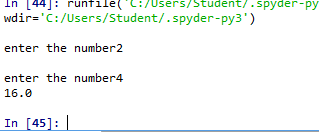 In [44]: runfile('C:/Users/Student/.spyder-py
wdir='C:/Users/Student/.spyder-py3')
enter the number2
enter the number4
16.0
In [45]: